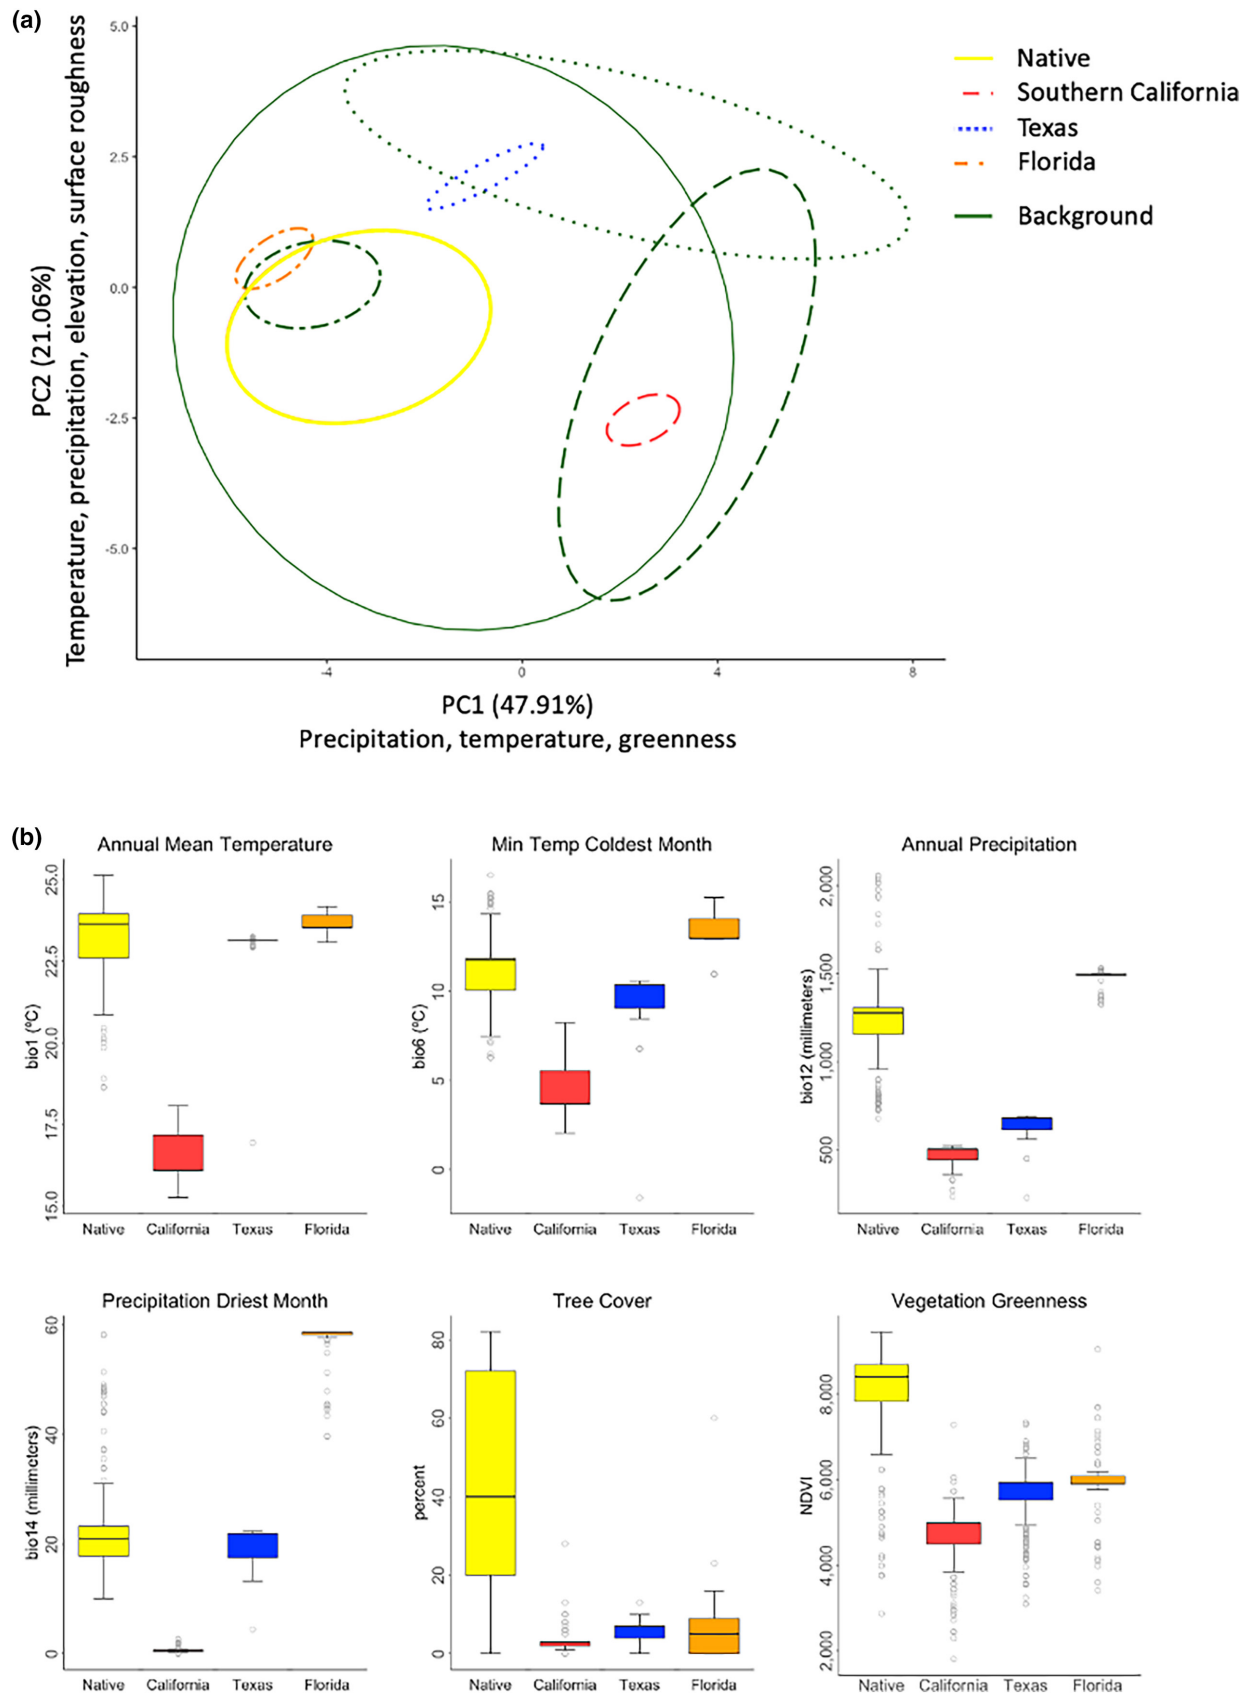 (a)
Native
Southern California
Texas
Florida
Background
PC2 (21.06%)
Temperature, precipitation, elevation, surface roughness
5.0
2.5
0.0
-2.5
-5.0
-4
0
4
8
PC1 (47.91%)
Precipitation, temperature, greenness
(b)
Annual Mean Temperature
bio1 (°C)
25.0
22.5
20.0
17.5
15.0
Native
California
Texas
Florida
Min Temp Coldest Month
bio6 (°C)
15
10
5
0
Native
California
Texas
Florida
Annual Precipitation
bio12 (millimeters)
2,000
1,500
1,000
500
Native
California
Texas
Florida
Precipitation Driest Month
bio14 (millimeters)
60
40
20
0
Native
California
Texas
Florida
Tree Cover
percent
80
60
40
20
0
Native
California
Texas
Florida
Vegetation Greenness
NDVI
8,000
6,000
4,000
2,000
Native
California
Texas
Florida